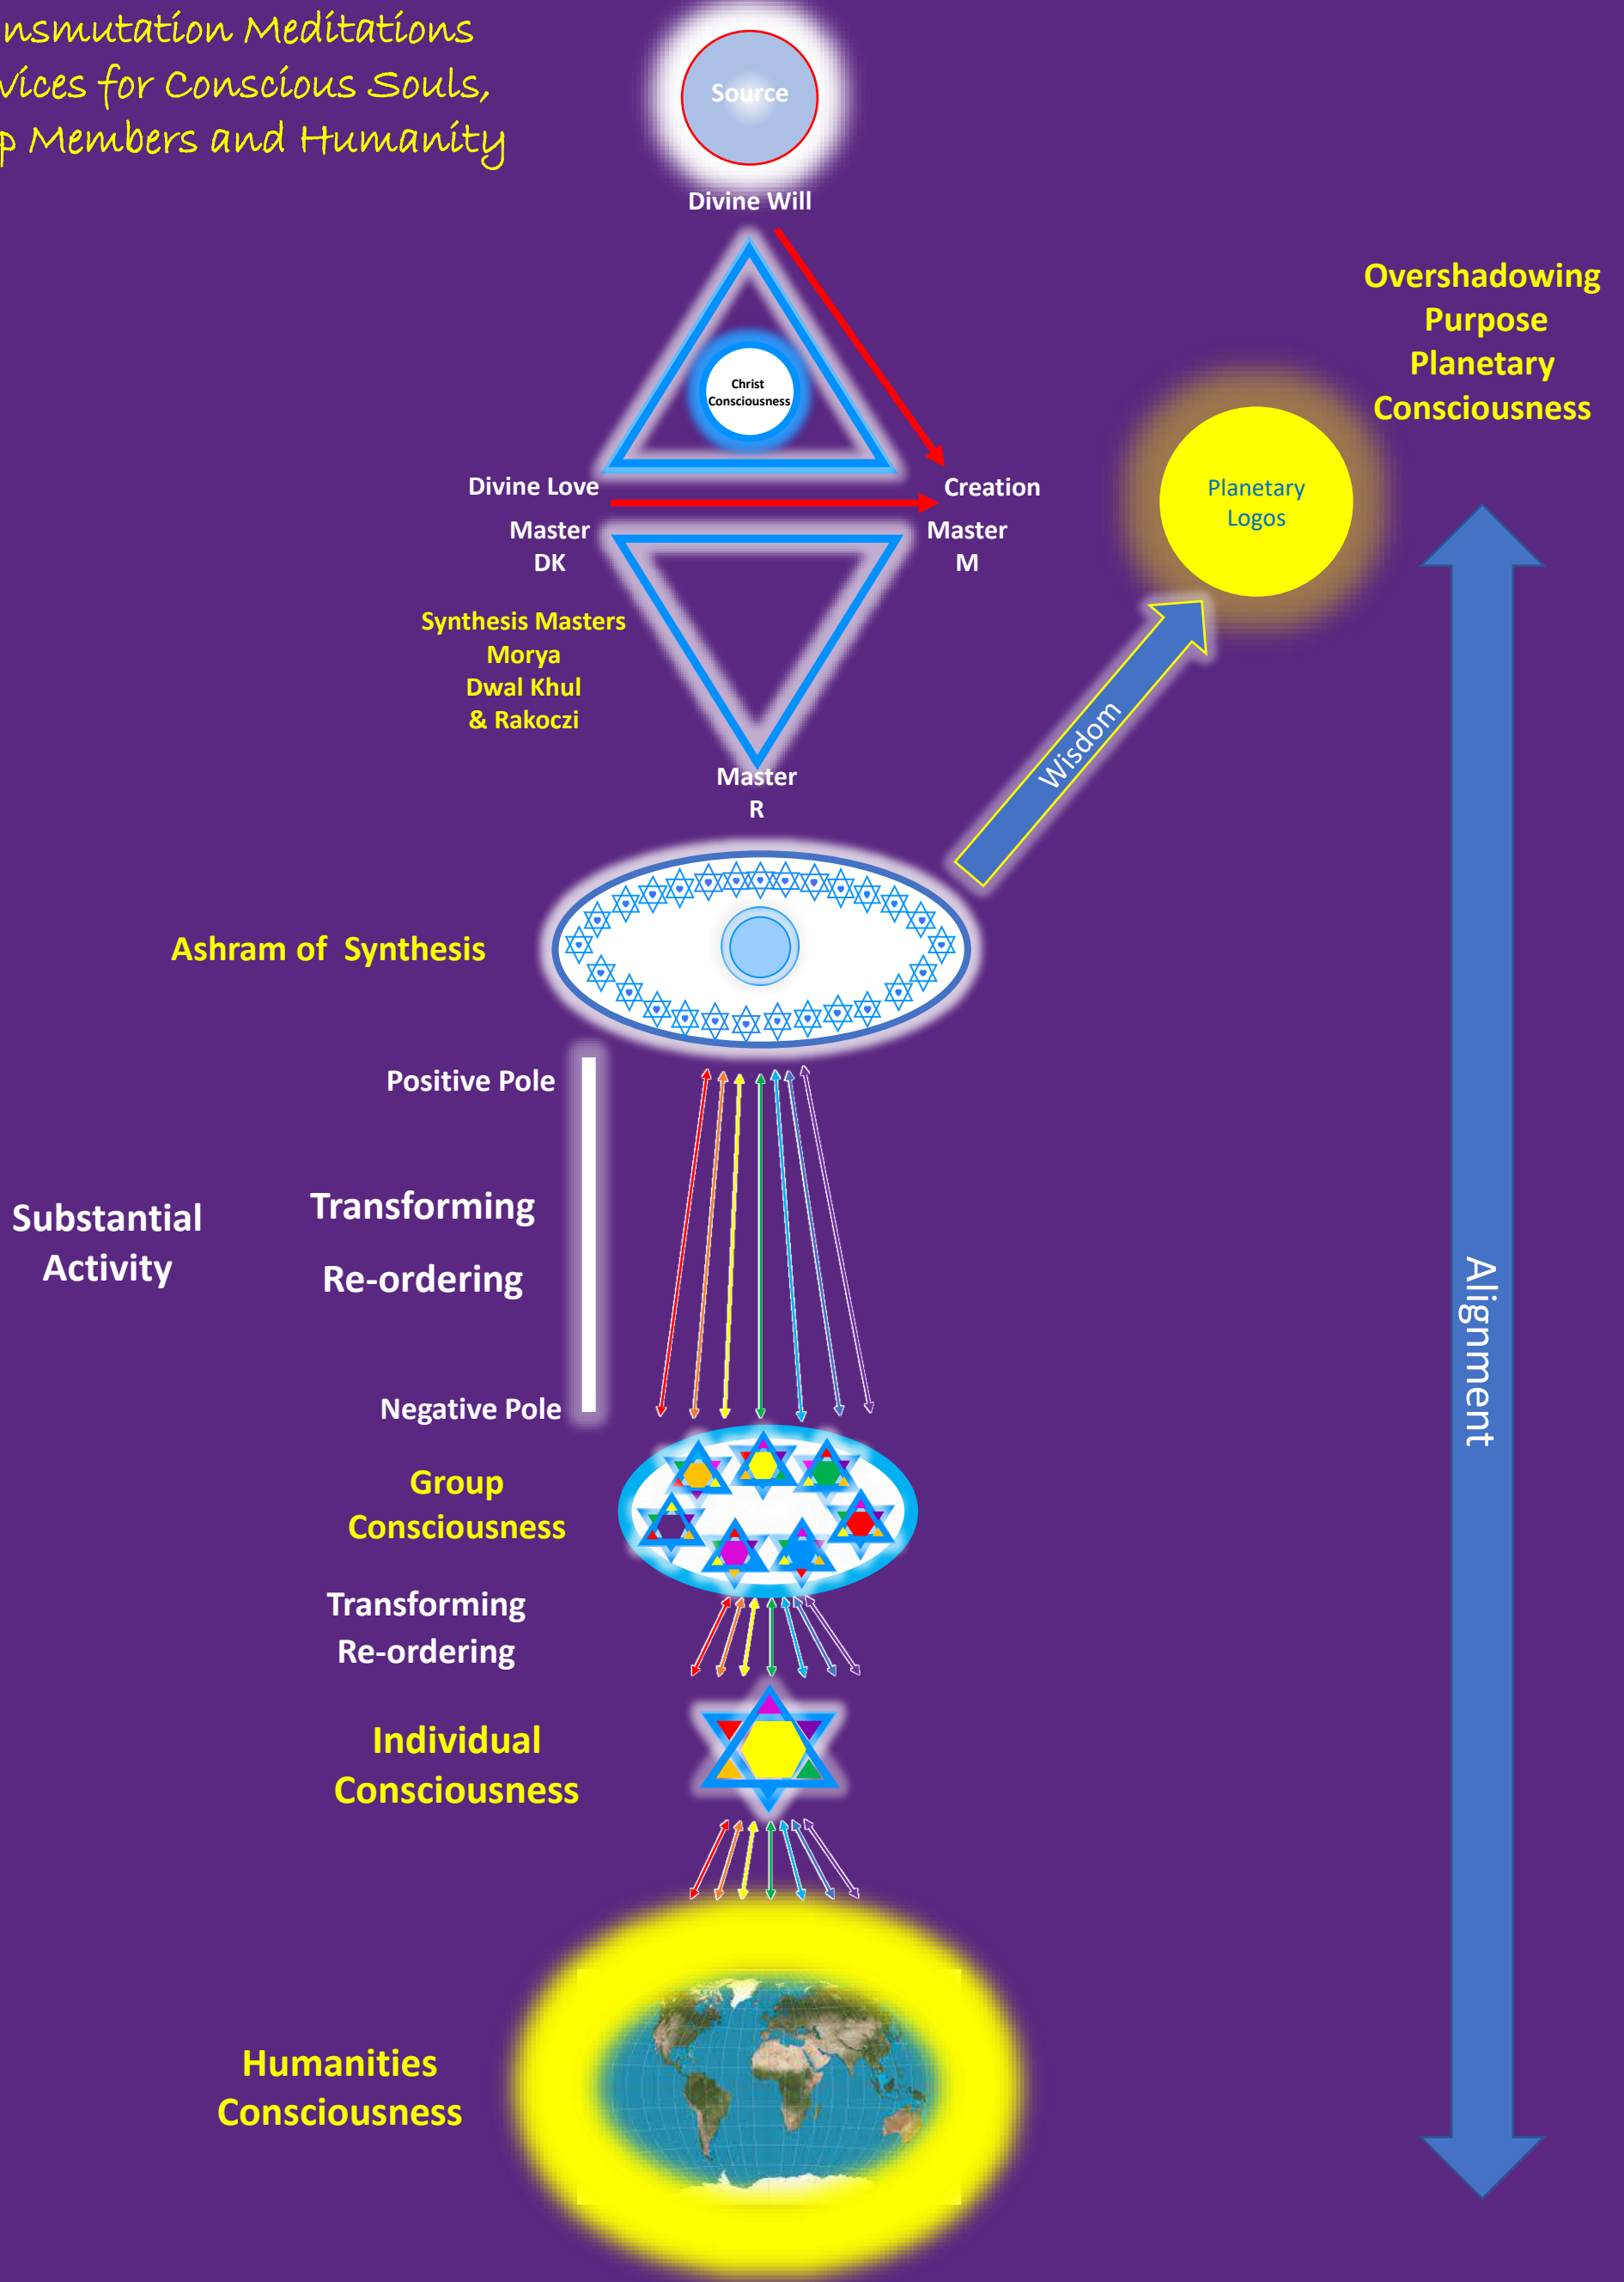 nsmutation Meditations
vices for Conscious Souls,
p Members and Humanity
Source
Divine Will
Overshadowing
Purpose
Planetary
Consciousness
Christ
Consciousness
Divine Love
Creation
Planetary
Logos
Master
DK
Master
M
Synthesis Masters
Morya
Dwal Khul
& Rakoczi
Wisdom
Master
R
Ashram of Synthesis
Positive Pole
Substantial
Activity
Transforming
Re-ordering
Alignment
Negative Pole
Group
Consciousness
Transforming
Re-ordering
Individual
Consciousness
Humanities
Consciousness